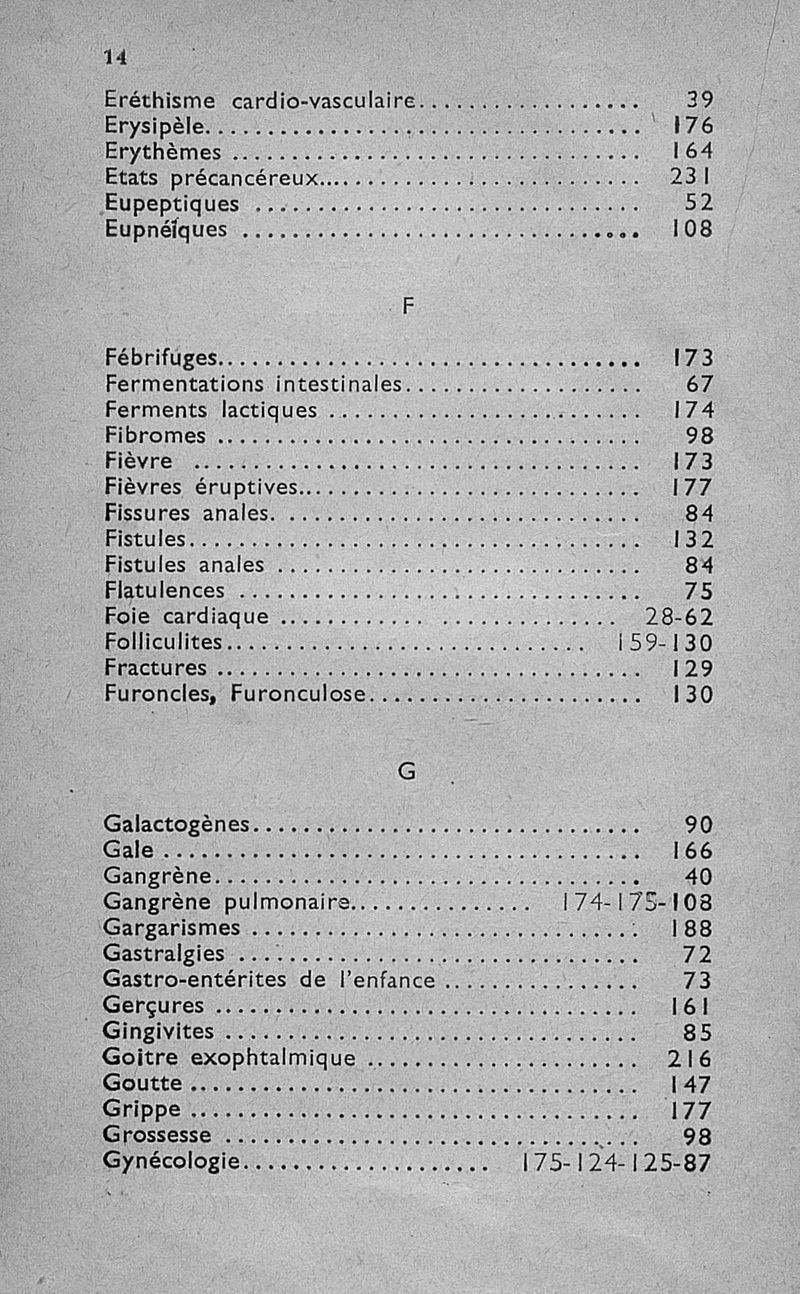 14
Eréthisme cardio-vasculaire.................. 39
Erysipèle................................... 176
Erythèmes ................................. 164
Etats précancéreux........................... 231
Eupeptiques ............................... 52
Eupnéïques ................................ 108
F
Fébrifuges.................................. 173
Fermentations intestinales................... 67
Ferments lactiques ......................... 174
Fibromes .................................. 98
Fièvre .................................... 173
Fièvres éruptives............................ 177
Fissures anales. ............................ 84
Fistules..................................... 132
Fistules anales ............................. 84
Flatulences ................................ 75
Foie cardiaque ............................ 28-62
Folliculites............................. 159-130
Fractures .................................. 129
Furoncles, Furonculose...................... 130
G
Galactogènes............................... 90
Gale ...................................... 166
Gangrène.................................. 40
Gangrène pulmonaire............... 174-175-108
Gargarismes ............................... 188
Gastralgies ................................ 72
Gastro-entérites de l'enfance ................ 73
Gerçures .................................. 161
Gingivites ................................. 85
Goitre exophtalmique ...................... 216
Goutte .................................... 147
Grippe .................................... 177
Grossesse ................................. 98
Gynécologie.................... 175-124-125-87